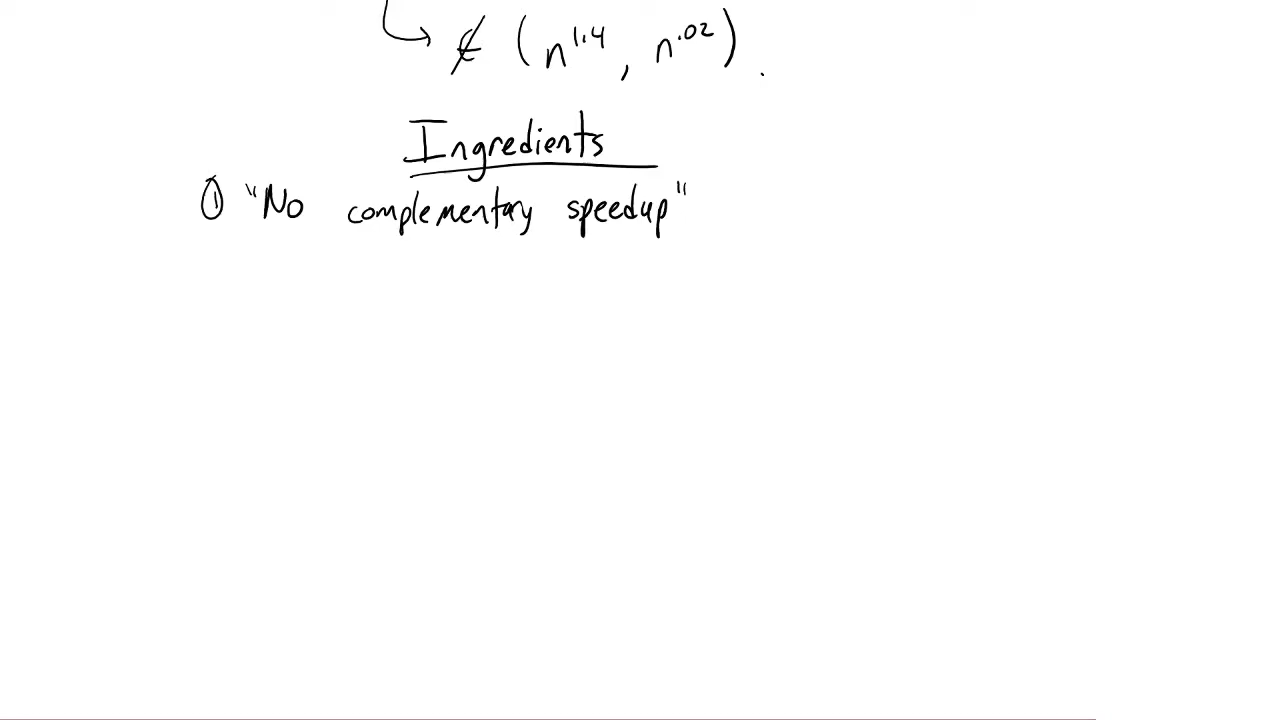 ∉ (n^1.4, n^.02).
Ingredients
① "No complementary speedup"